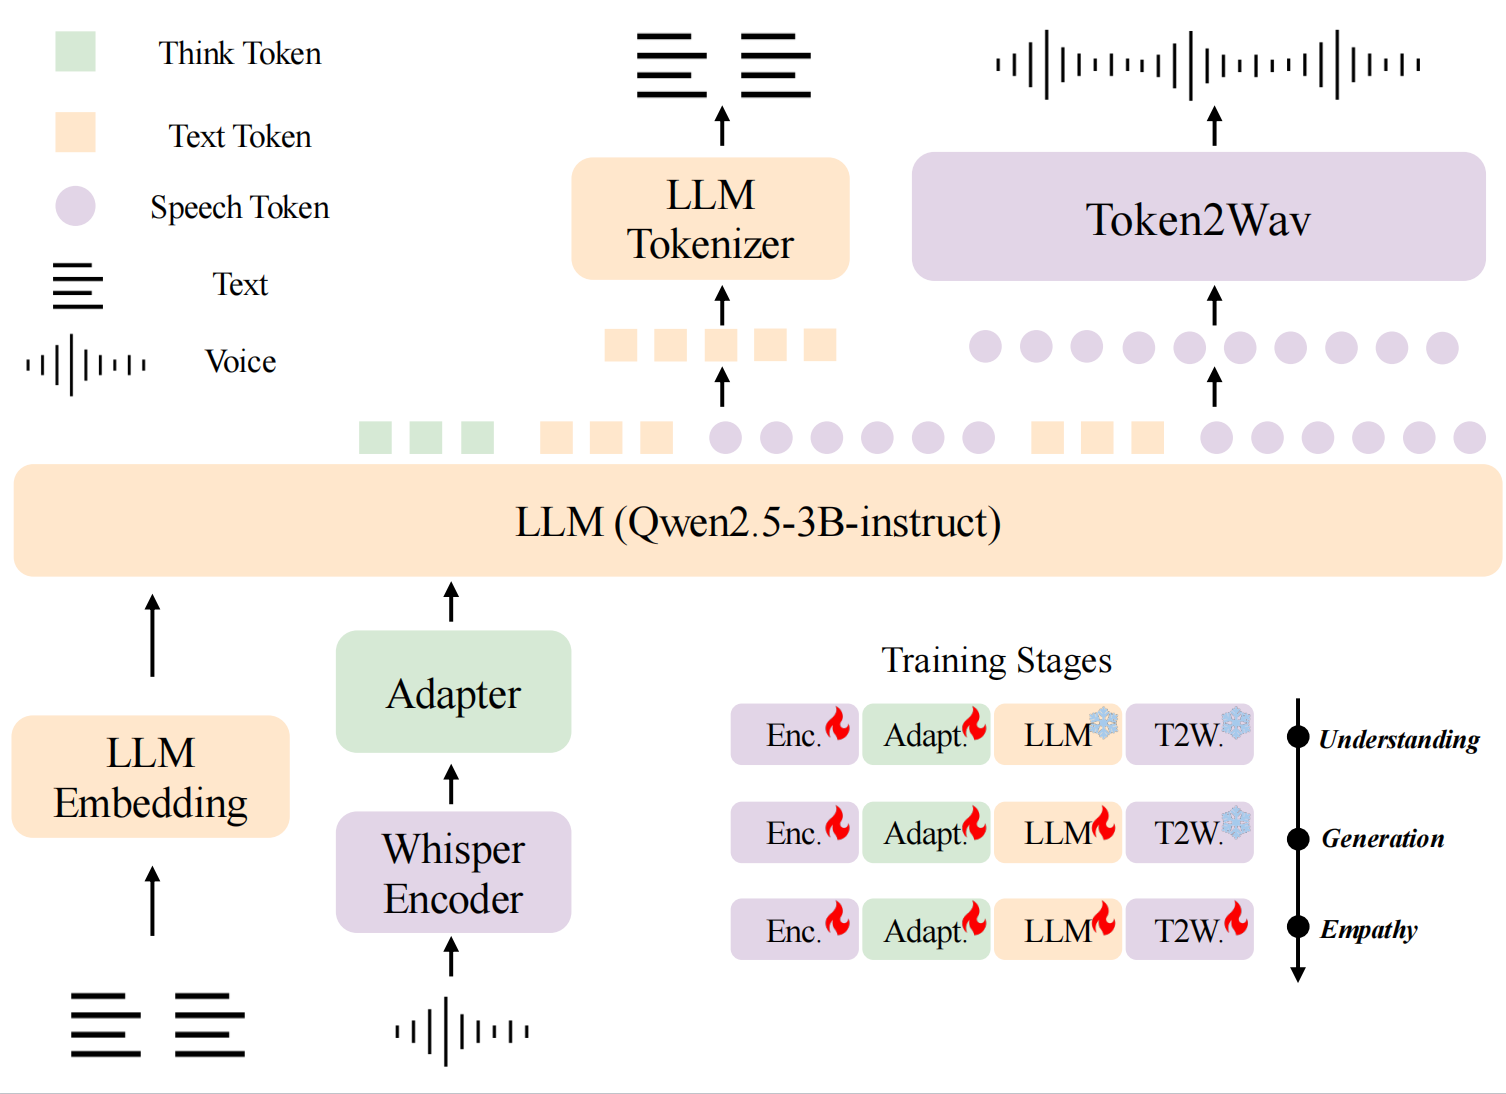 Think Token
Text Token
Speech Token
Text
Voice
LLM
Tokenizer
Token2Wav
LLM (Qwen2.5-3B-instruct)
Adapter
LLM
Embedding
Whisper
Encoder
Training Stages
Enc. Adapt. LLM T2W. Understanding
Enc. Adapt. LLM T2W. Generation
Enc. Adapt. LLM T2W. Empathy